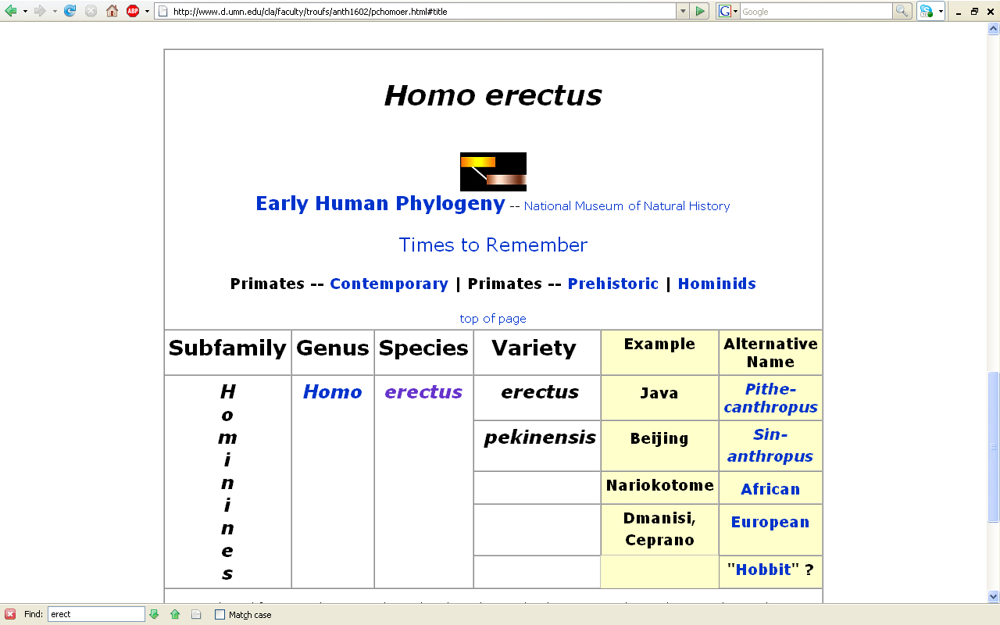 http://www.d.umn.edu/cla/faculty/troufs/anth1602/pchomoer.html#title
G Google
ABP
Homo erectus
Early Human Phylogeny -- National Museum of Natural History
Times to Remember
Primates -- Contemporary | Primates -- Prehistoric | Hominids
top of page
Subfamily Genus Species Variety Example Alternative
Name
H
o
m
i
n
i
n
e
s
Homo erectus erectus Java Pithe-
canthropus
pekinensis Beijing Sin-
anthropus
Nariokotome African
Dmanisi,
Ceprano
European
"Hobbit" ?
Find: erect Match case